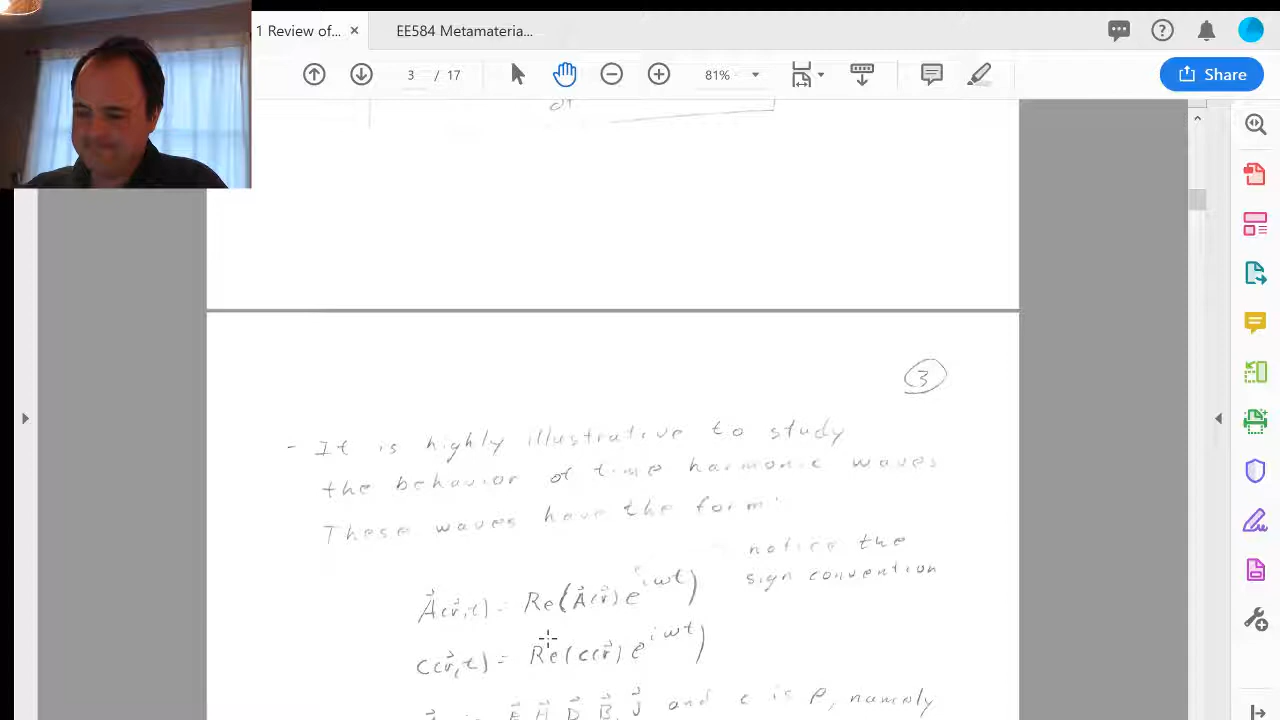 1 Review of... ×
EE584 Metamateria...
3 / 17
81%
Share
∂t
3
- It is highly illustrative to study
the behavior of time harmonic waves
These waves have the form:
notice the
sign convention
A⃗(r⃗,t) = Re(A⃗(r⃗)e^{iωt})
C(r⃗,t) = Re(C(r⃗)e^{iωt})
E⃗ H⃗ D⃗ B⃗, J⃗ and c is ρ, namely